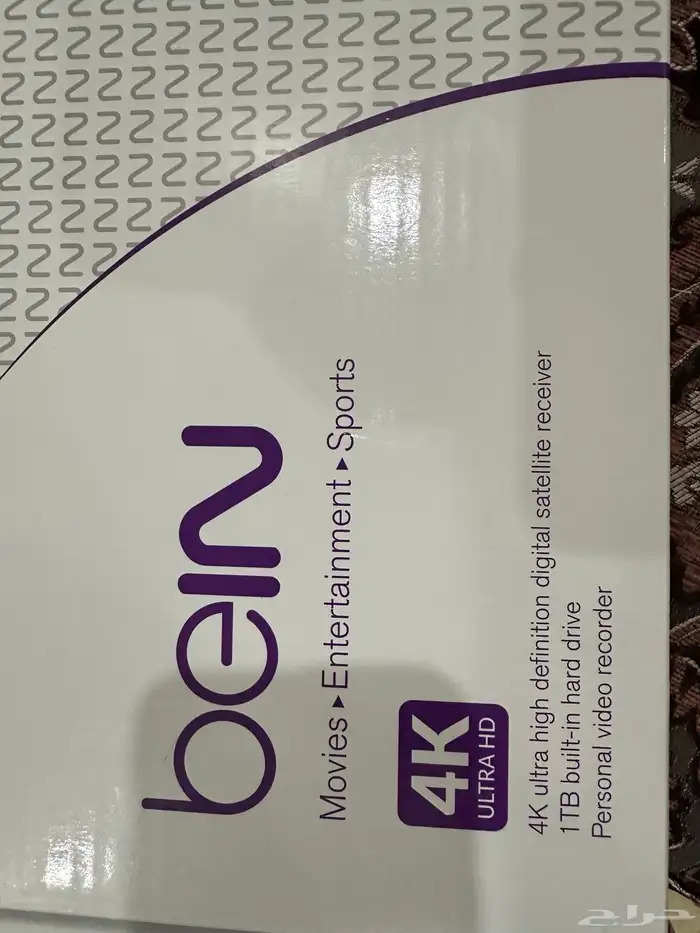 beIN
Movies ▸ Entertainment ▸ Sports
4K
ULTRA HD
4K ultra high definition digital satellite receiver
1TB built-in hard drive
Personal video recorder
حراج